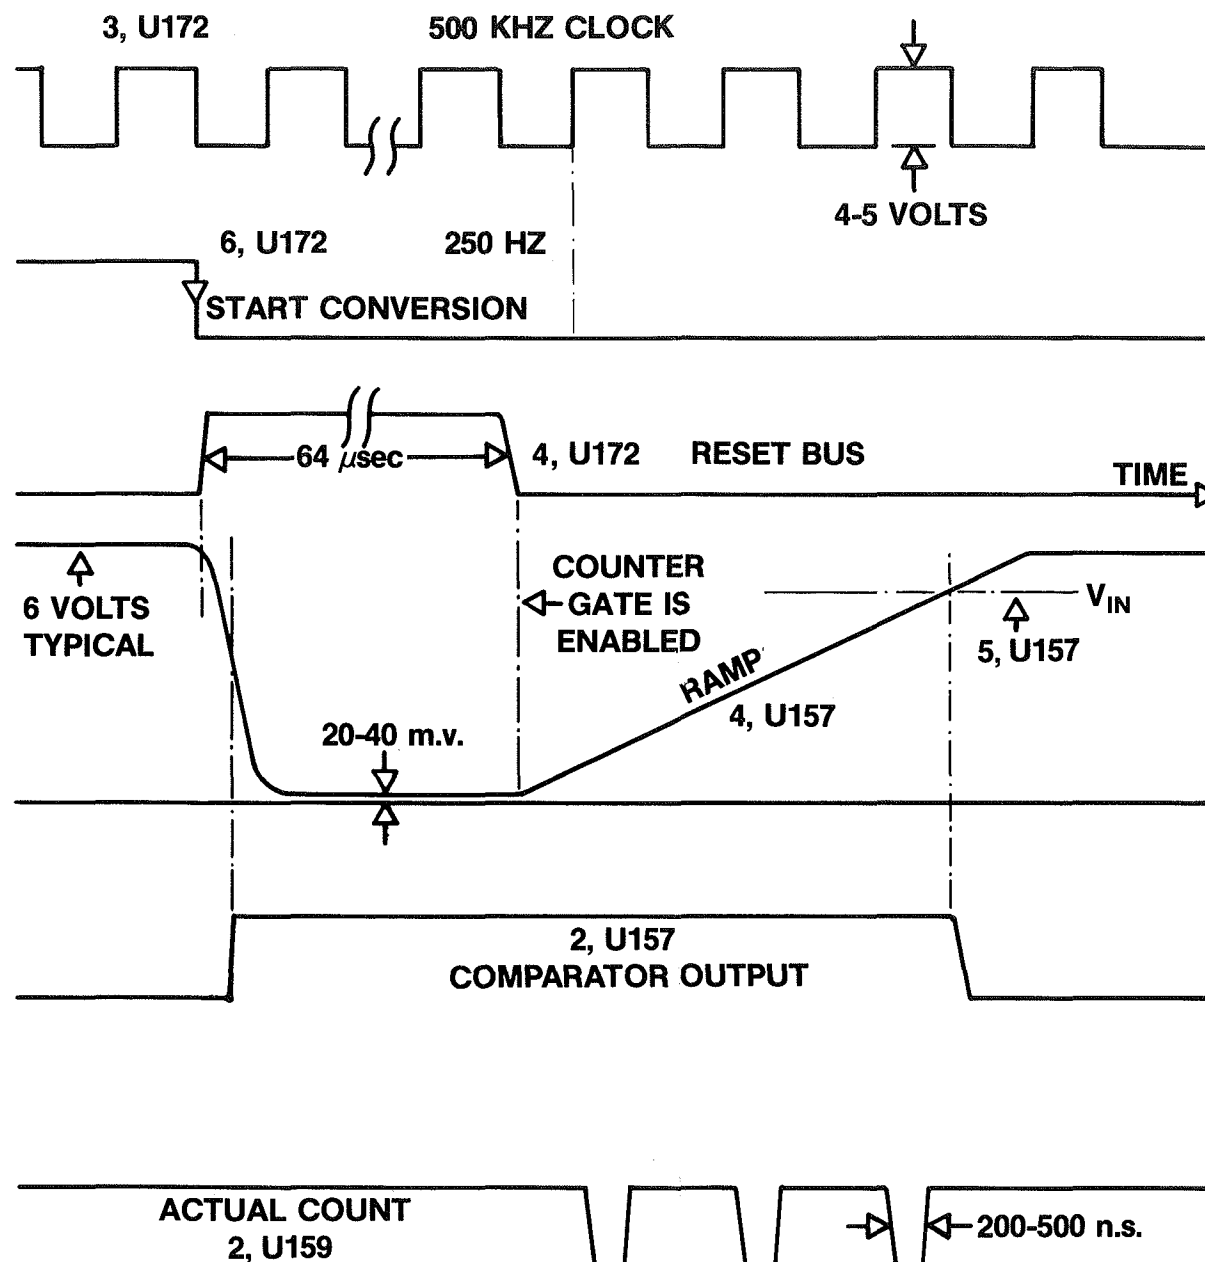 3, U172
500 KHZ CLOCK
4-5 VOLTS
6, U172
250 HZ
START CONVERSION
64 μsec
4, U172
RESET BUS
TIME
6 VOLTS
TYPICAL
COUNTER
GATE IS
ENABLED
VIN
5, U157
RAMP
4, U157
20-40 m.v.
2, U157
COMPARATOR OUTPUT
ACTUAL COUNT
2, U159
200-500 n.s.